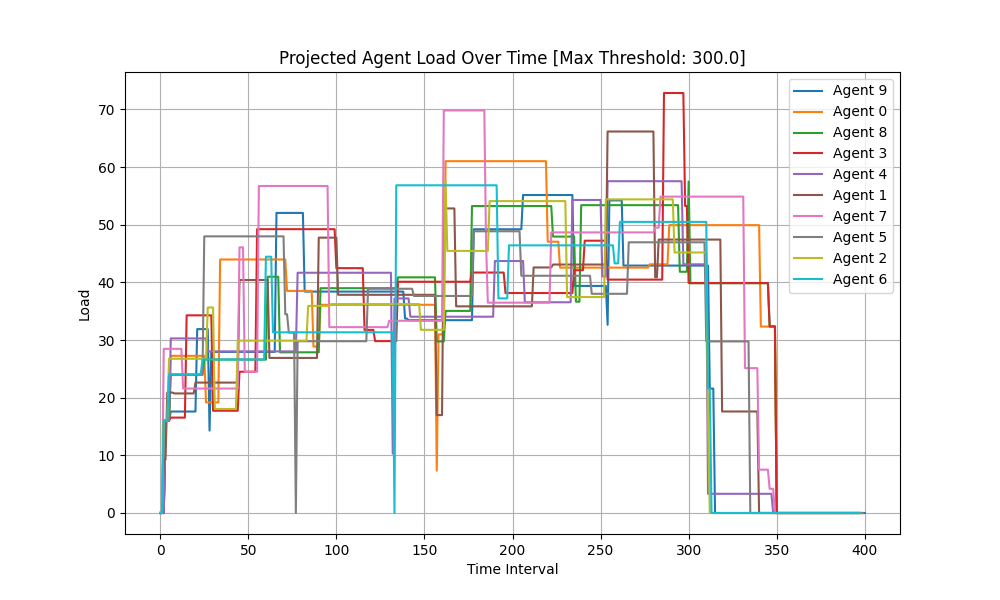 Projected Agent Load Over Time [Max Threshold: 300.0]
Load
70
60
50
40
30
20
10
0
0 50 100 150 200 250 300 350 400
Time Interval
Agent 9
Agent 0
Agent 8
Agent 3
Agent 4
Agent 1
Agent 7
Agent 5
Agent 2
Agent 6